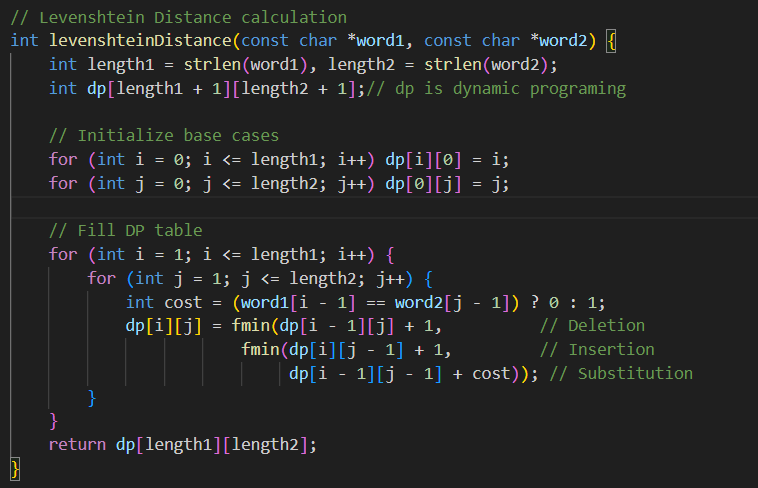 // Levenshtein Distance calculation
int levenshteinDistance(const char *word1, const char *word2) {
    int length1 = strlen(word1), length2 = strlen(word2);
    int dp[length1 + 1][length2 + 1];// dp is dynamic programing
    // Initialize base cases
    for (int i = 0; i <= length1; i++) dp[i][0] = i;
    for (int j = 0; j <= length2; j++) dp[0][j] = j;
    // Fill DP table
    for (int i = 1; i <= length1; i++) {
        for (int j = 1; j <= length2; j++) {
            int cost = (word1[i - 1] == word2[j - 1]) ? 0 : 1;
            dp[i][j] = fmin(dp[i - 1][j] + 1,          // Deletion
                        fmin(dp[i][j - 1] + 1,         // Insertion
                             dp[i - 1][j - 1] + cost)); // Substitution
        }
    }
    return dp[length1][length2];
}